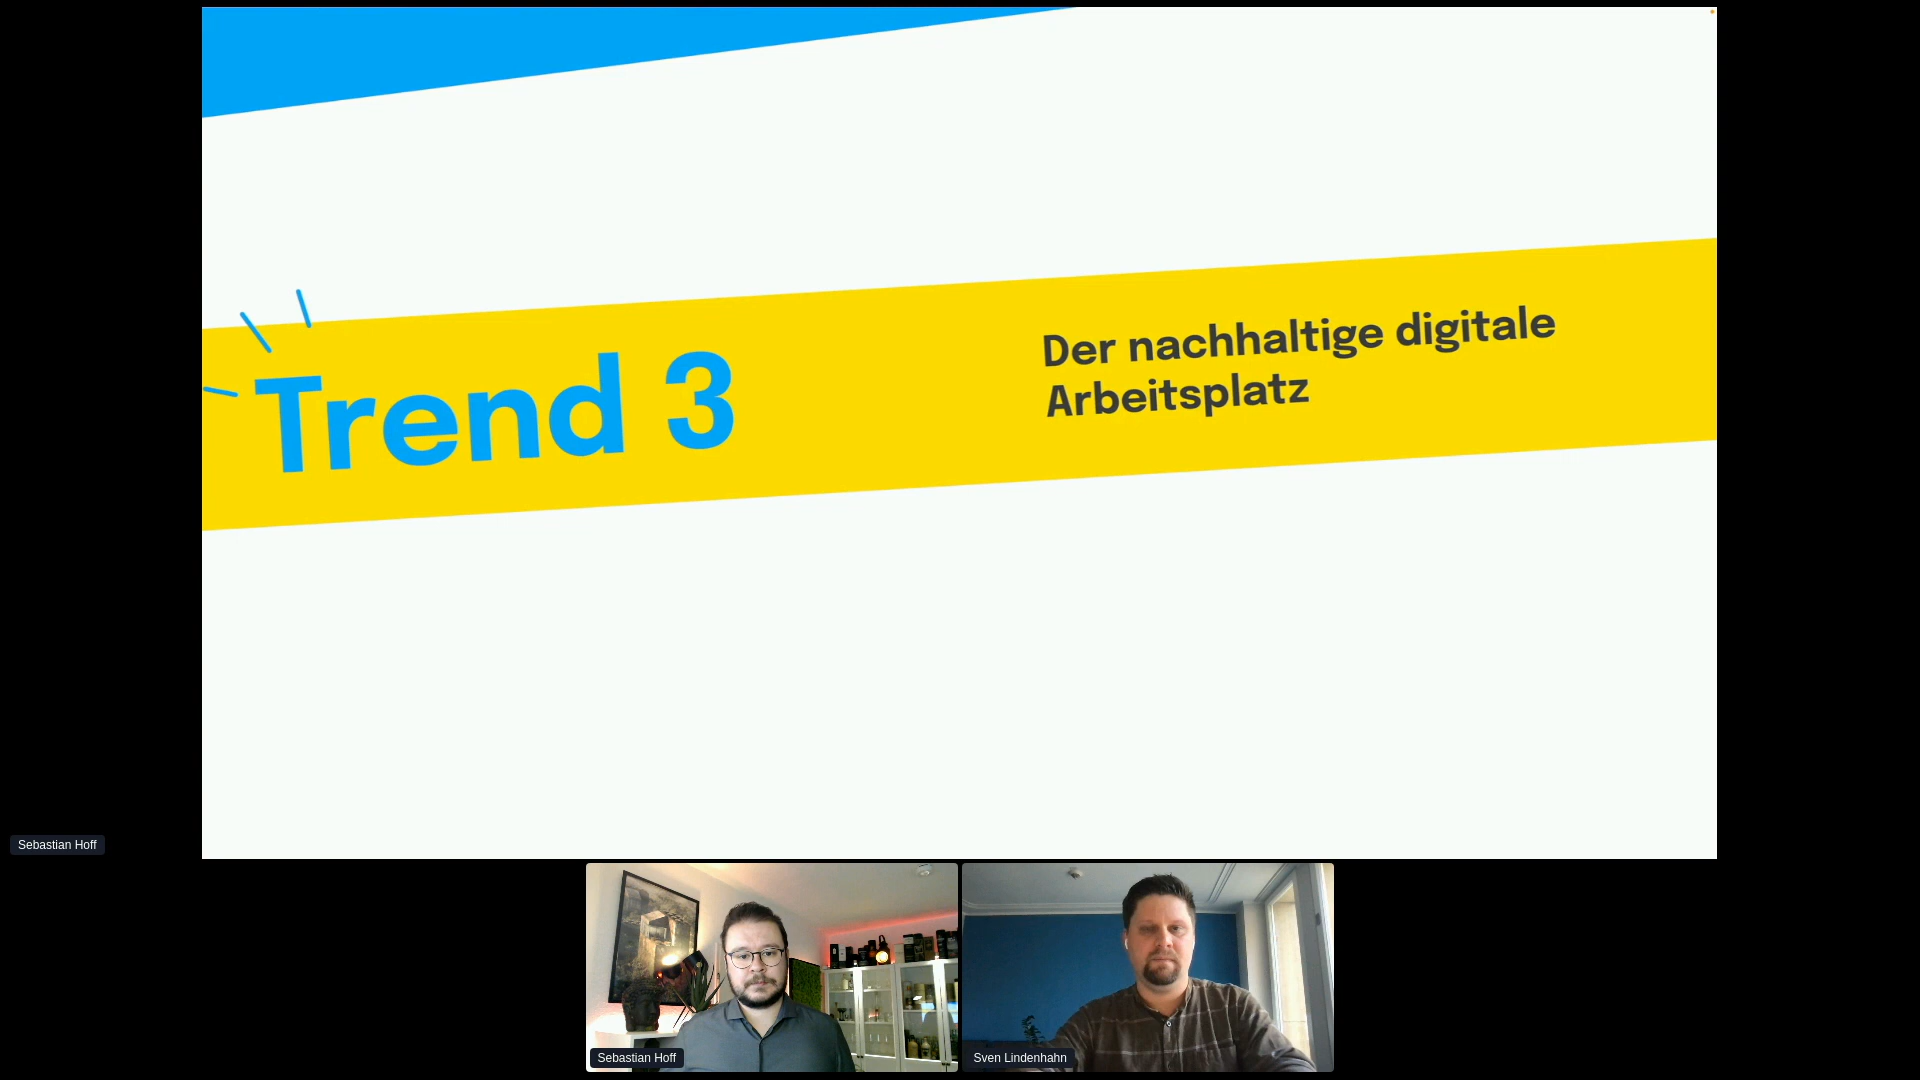 Trend 3
Der nachhaltige digitale
Arbeitsplatz
Sebastian Hoff
Sebastian Hoff
Sven Lindenhahn